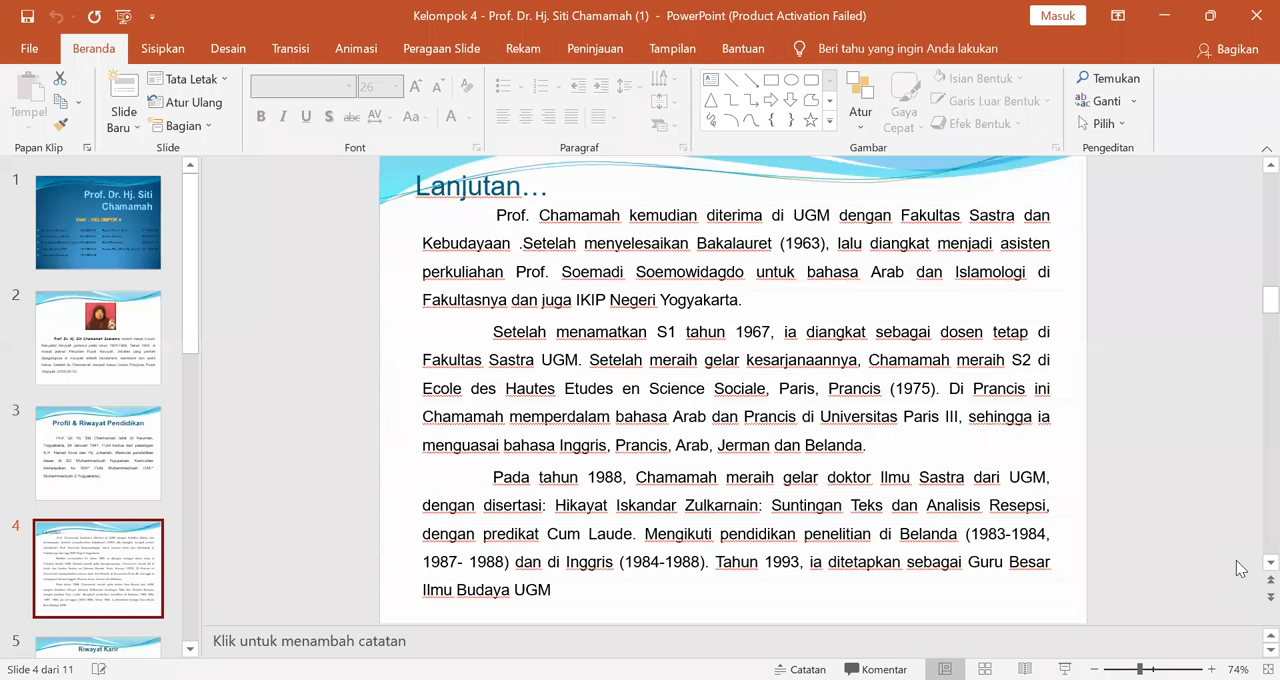 Kelompok 4 - Prof. Dr. Hj. Siti Chamamah (1) - PowerPoint (Product Activation Failed)
Masuk
File Beranda Sisipkan Desain Transisi Animasi Peragaan Slide Rekam Peninjauan Tampilan Bantuan Beri tahu yang ingin Anda lakukan Bagikan
Tempel
Papan Klip
Slide Baru
Tata Letak
Atur Ulang
Bagian
Slide
26
Font
Paragraf
Atur
Gaya Cepat
Isian Bentuk
Garis Luar Bentuk
Efek Bentuk
Gambar
Temukan
Ganti
Pilih
Pengeditan
1
Prof. Dr. Hj. Siti
Chamamah
2
3
Profil & Riwayat Pendidikan
4
5
Riwayat Karir
Lanjutan…
Prof. Chamamah kemudian diterima di UGM dengan Fakultas Sastra dan
Kebudayaan .Setelah menyelesaikan Bakalauret (1963), lalu diangkat menjadi asisten
perkuliahan Prof. Soemadi Soemowidagdo untuk bahasa Arab dan Islamologi di
Fakultasnya dan juga IKIP Negeri Yogyakarta.
Setelah menamatkan S1 tahun 1967, ia diangkat sebagai dosen tetap di
Fakultas Sastra UGM. Setelah meraih gelar sarjana Bahasa, Chamamah meraih S2 di
Ecole des Hautes Etudes en Science Sociale, Paris, Prancis (1975). Di Prancis ini
Chamamah memperdalam bahasa Arab dan Prancis di Universitas Paris III, sehingga ia
menguasai bahasa Inggris, Prancis, Arab, Jerman dan Belanda.
Pada tahun 1988, Chamamah meraih gelar doktor Ilmu Sastra dari UGM,
dengan disertasi: Hikayat Iskandar Zulkarnain: Suntingan Teks dan Analisis Resepsi,
dengan predikat Cum Laude. Mengikuti pendidikan penelitian di Belanda (1983-1984,
1987- 1988) dan di Inggris (1984-1988). Tahun 1990, ia ditetapkan sebagai Guru Besar
Ilmu Budaya UGM
Klik untuk menambah catatan
Slide 4 dari 11
Catatan
Komentar
74%